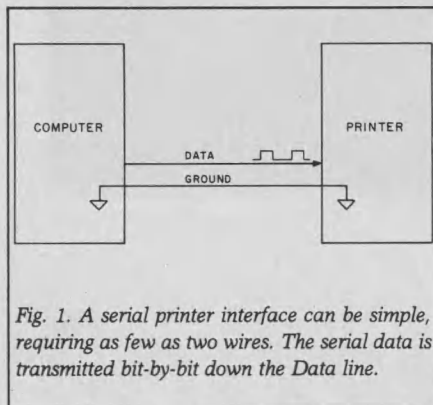 COMPUTER
PRINTER
DATA
GROUND
Fig. 1. A serial printer interface can be simple,
requiring as few as two wires. The serial data is
transmitted bit-by-bit down the Data line.